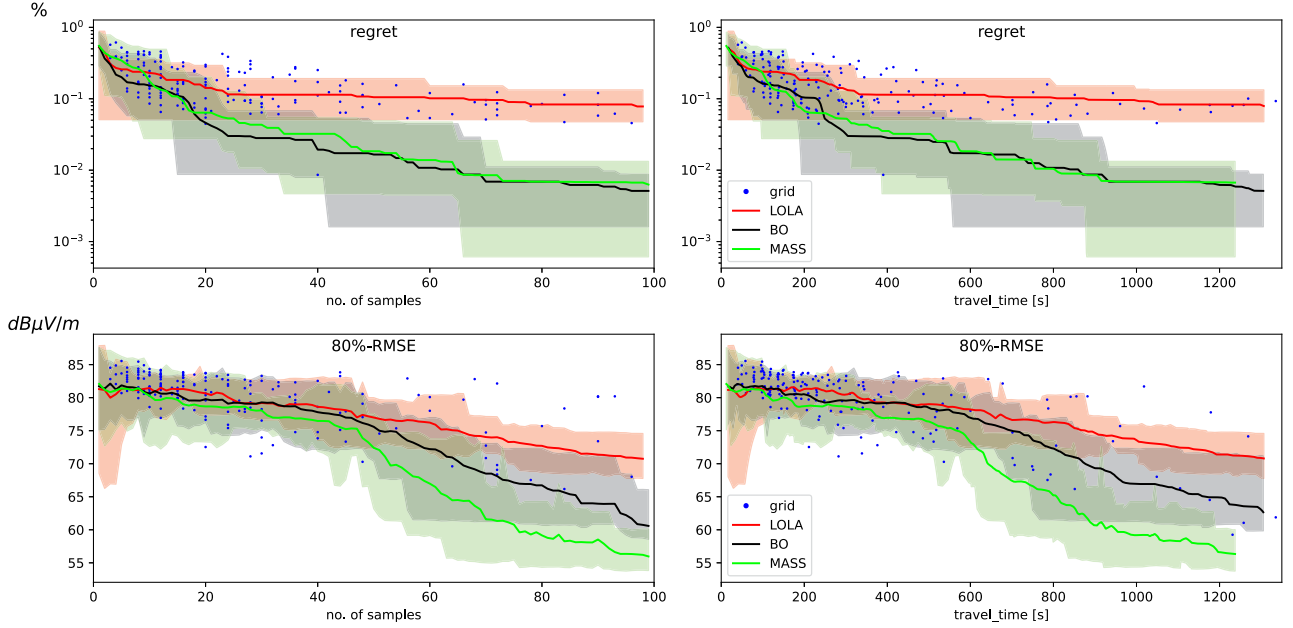 %
regret
regret
10⁰
10⁻¹
10⁻²
10⁻³
10⁰
10⁻¹
10⁻²
10⁻³
grid
LOLA
BO
MASS
0 20 40 60 80 100
0 200 400 600 800 1000 1200
no. of samples
travel_time [s]
dBμV/m
80%-RMSE
80%-RMSE
85
80
75
70
65
60
55
85
80
75
70
65
60
55
grid
LOLA
BO
MASS
0 20 40 60 80 100
0 200 400 600 800 1000 1200
no. of samples
travel_time [s]